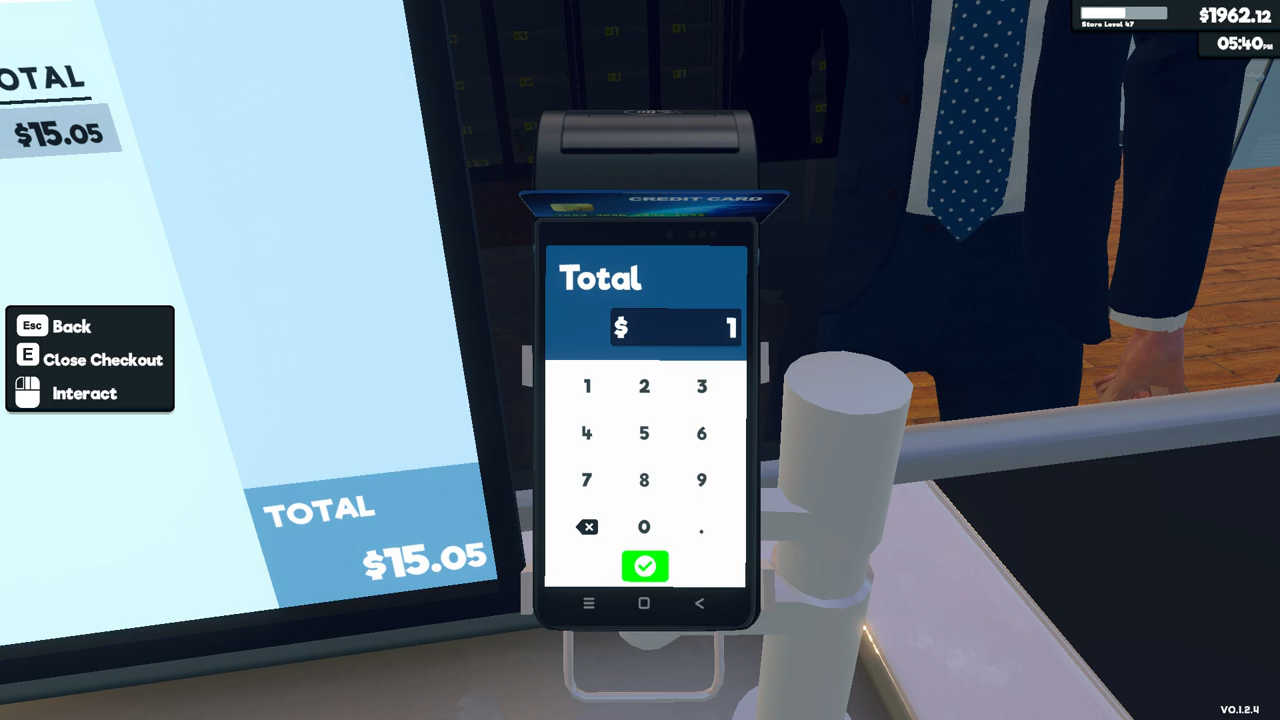 OTAL
$15.05
TOTAL
$15.05
Esc Back
E Close Checkout
Interact
CREDIT CARD
Total
$ 1
1 2 3
4 5 6
7 8 9
0 .
Store Level 47
$1962.12
05:40PM
V0.1.2.4